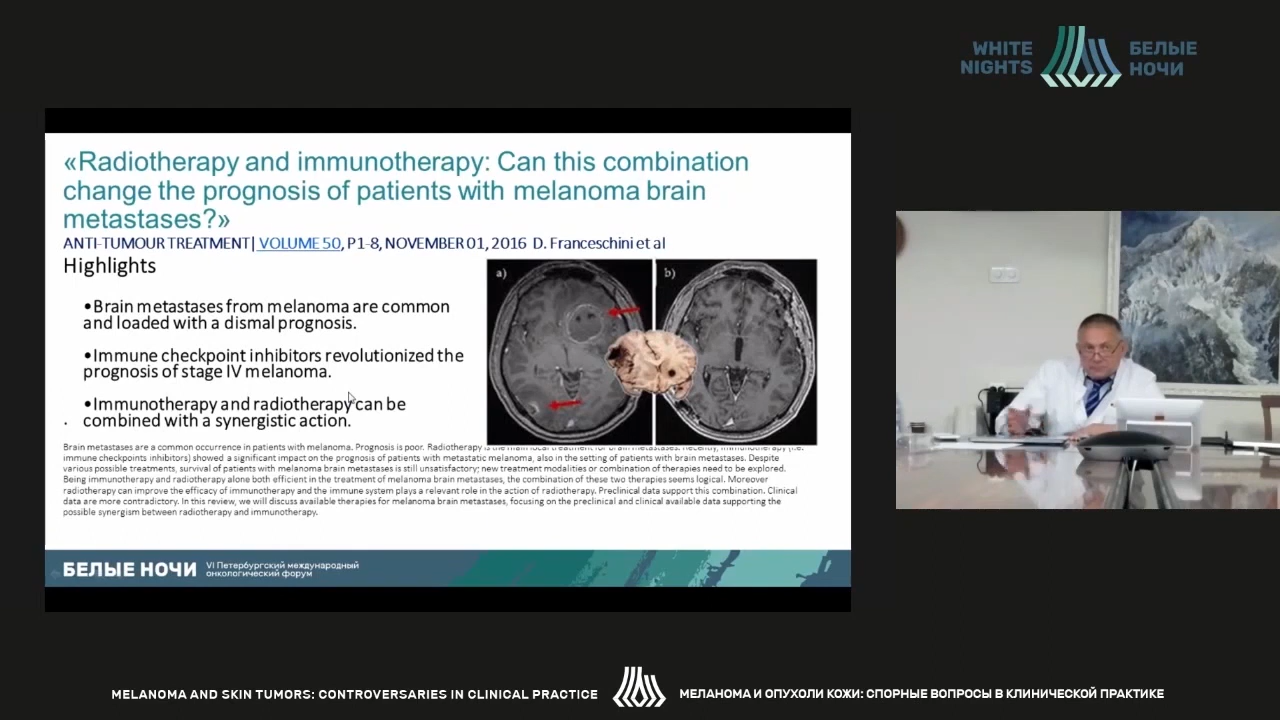 WHITE
NIGHTS
БЕЛЫЕ
НОЧИ
«Radiotherapy and immunotherapy: Can this combination
change the prognosis of patients with melanoma brain
metastases?»
ANTI-TUMOUR TREATMENT| VOLUME 50, P1-8, NOVEMBER 01, 2016 D. Franceschini et al
Highlights
•Brain metastases from melanoma are common
and loaded with a dismal prognosis.
•Immune checkpoint inhibitors revolutionized the
prognosis of stage IV melanoma.
•Immunotherapy and radiotherapy can be
combined with a synergistic action.
a)
b)
Brain metastases are a common occurrence in patients with melanoma. Prognosis is poor. Radiotherapy is the main local treatment for brain metastases. Recently, immunotherapy (i.e.
immune checkpoints inhibitors) showed a significant impact on the prognosis of patients with metastatic melanoma, also in the setting of patients with brain metastases. Despite
various possible treatments, survival of patients with melanoma brain metastases is still unsatisfactory; new treatment modalities or combination of therapies need to be explored.
Being immunotherapy and radiotherapy alone both efficient in the treatment of melanoma brain metastases, the combination of these two therapies seems logical. Moreover
radiotherapy can improve the efficacy of immunotherapy and the immune system plays a relevant role in the action of radiotherapy. Preclinical data support this combination. Clinical
data are more contradictory. In this review, we will discuss available therapies for melanoma brain metastases, focusing on the preclinical and clinical available data supporting the
possible synergism between radiotherapy and immunotherapy.
БЕЛЫЕ НОЧИ
VI Петербургский международный
онкологический форум
MELANOMA AND SKIN TUMORS: CONTROVERSARIES IN CLINICAL PRACTICE
МЕЛАНОМА И ОПУХОЛИ КОЖИ: СПОРНЫЕ ВОПРОСЫ В КЛИНИЧЕСКОЙ ПРАКТИКЕ